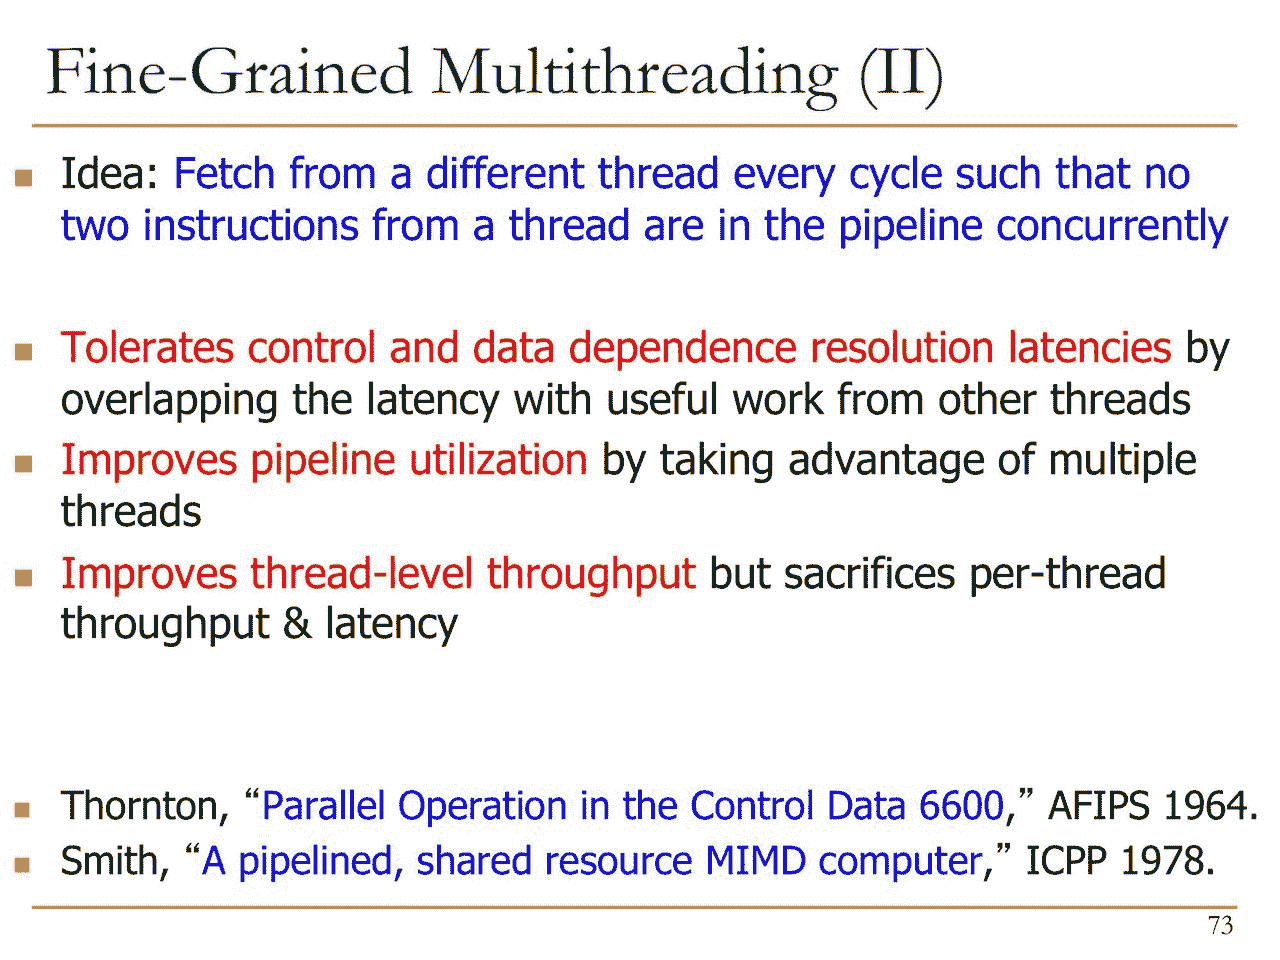 Fine-Grained Multithreading (II)
Idea: Fetch from a different thread every cycle such that no
two instructions from a thread are in the pipeline concurrently
Tolerates control and data dependence resolution latencies by
overlapping the latency with useful work from other threads
Improves pipeline utilization by taking advantage of multiple
threads
Improves thread-level throughput but sacrifices per-thread
throughput & latency
Thornton, “Parallel Operation in the Control Data 6600,” AFIPS 1964.
Smith, “A pipelined, shared resource MIMD computer,” ICPP 1978.
73